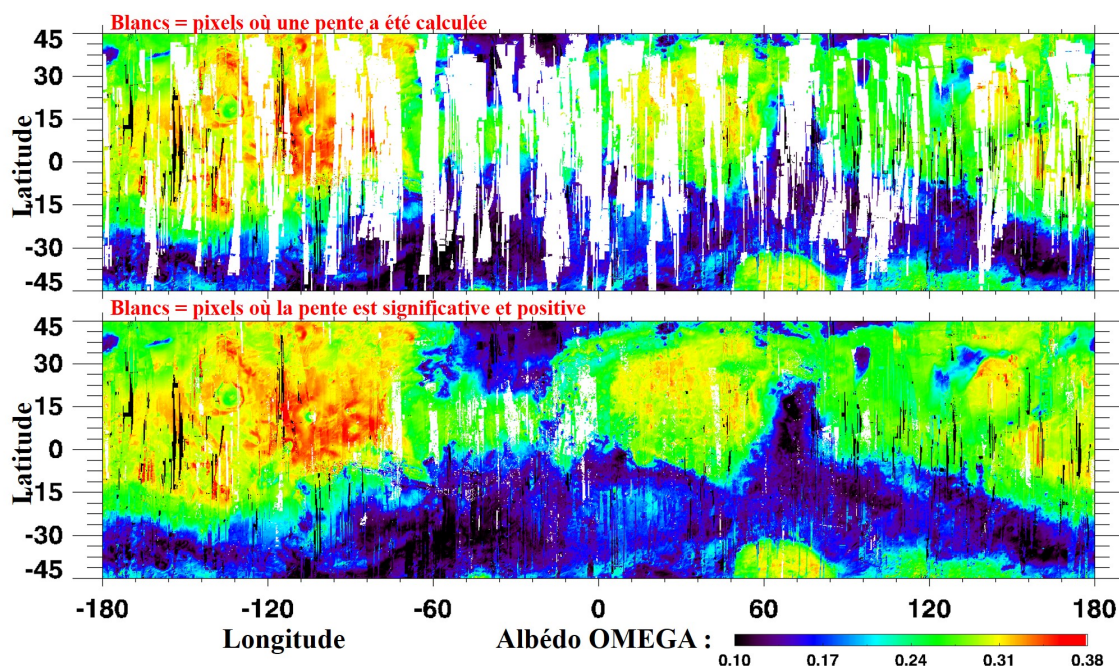 Blancs = pixels où une pente a été calculée
45
30
15
0
-15
-30
-45
Latitude
Blancs = pixels où la pente est significative et positive
45
30
15
0
-15
-30
-45
Latitude
-180 -120 -60 0 60 120 180
Longitude Albédo OMEGA :
0.10 0.17 0.24 0.31 0.38